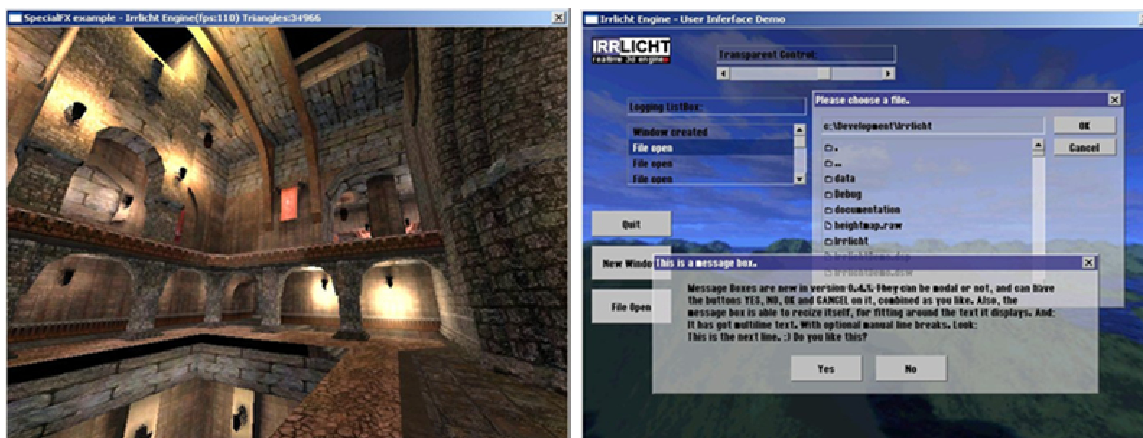 SpecialFX example - Irrlicht Engine(fps:110) Triangles:34966
Irrlicht Engine - User Interface Demo
IRRLICHT
realtime 3d engine
Transparent Control:
Logging ListBox:
Window created
File open
File open
File open
Quit
New Windo
File Open
Please choose a file.
c:\Development\Irrlicht
OK
Cancel
.
..
data
Debug
documentation
heightmap.raw
Irrlicht
IrrlichtDemo.dsp
IrrlichtDemo.dsw
This is a message box.
Message Boxes are new in version 0.4.1. They can be modal or not, and can have
the buttons YES, NO, OK and CANCEL on it, combined as you like. Also, the
message box is able to recize itself, for fitting around the text it displays. And:
It has got multiline text. With optional manual line breaks. Look:
This is the next line. :) Do you like this?
Yes
No